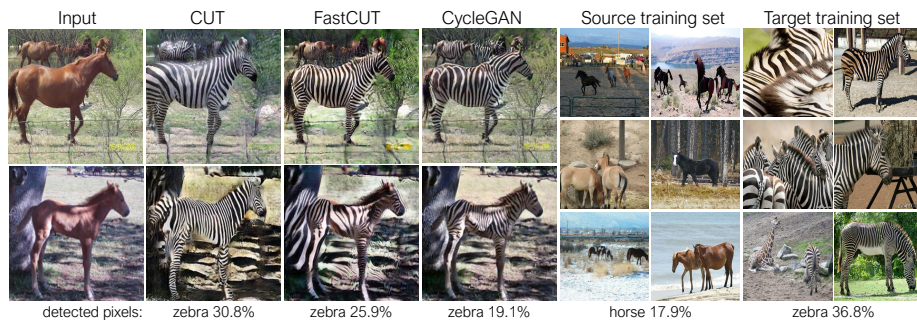 Input CUT FastCUT CycleGAN Source training set Target training set
detected pixels: zebra 30.8% zebra 25.9% zebra 19.1% horse 17.9% zebra 36.8%